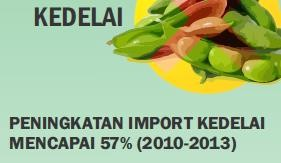 KEDELAI
PENINGKATAN IMPORT KEDELAI
MENCAPAI 57% (2010-2013)